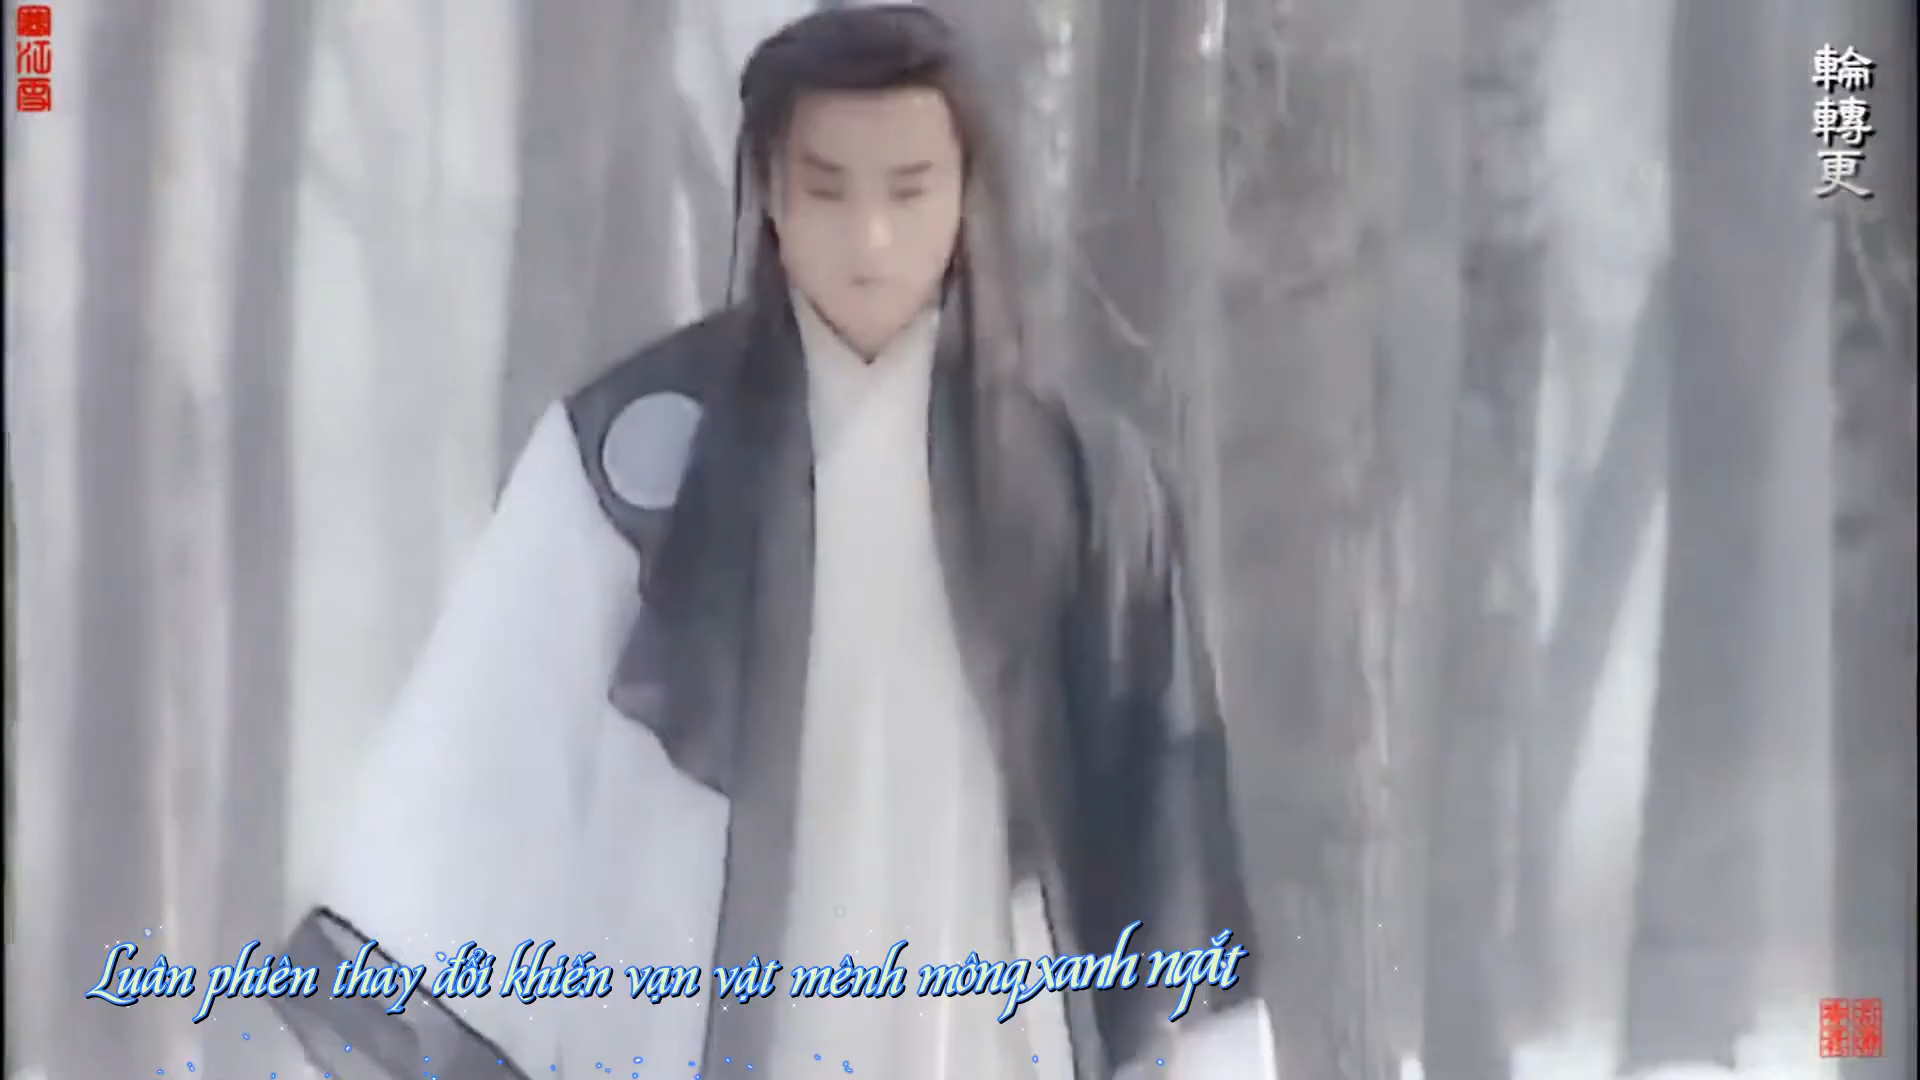 輪轉更
Luân phiên thay đổi khiến vạn vật mênh mông xanh ngắt